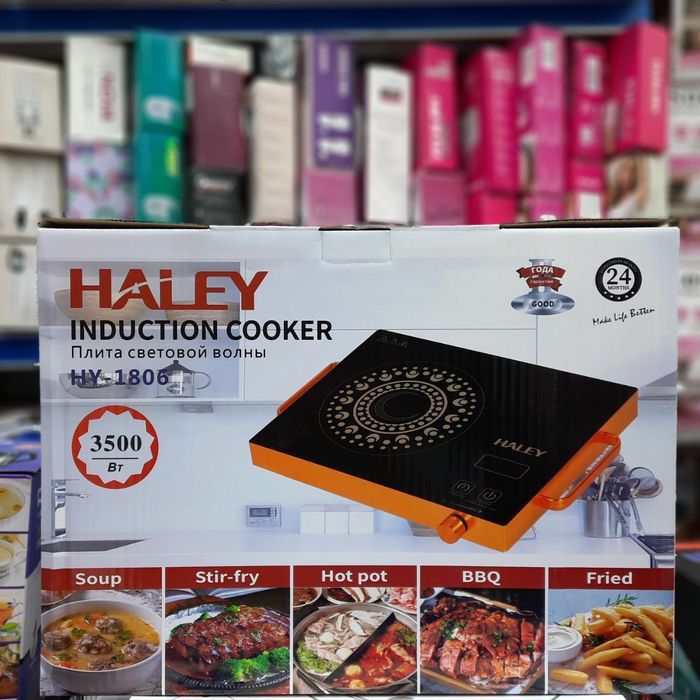 HALEY
INDUCTION COOKER
Плита световой волны
HY-1806
3500
Вт
ГОДА
гарантия
GOOD
24
MONTHS
Make Life Better
HALEY
Soup
Stir-fry
Hot pot
BBQ
Fried